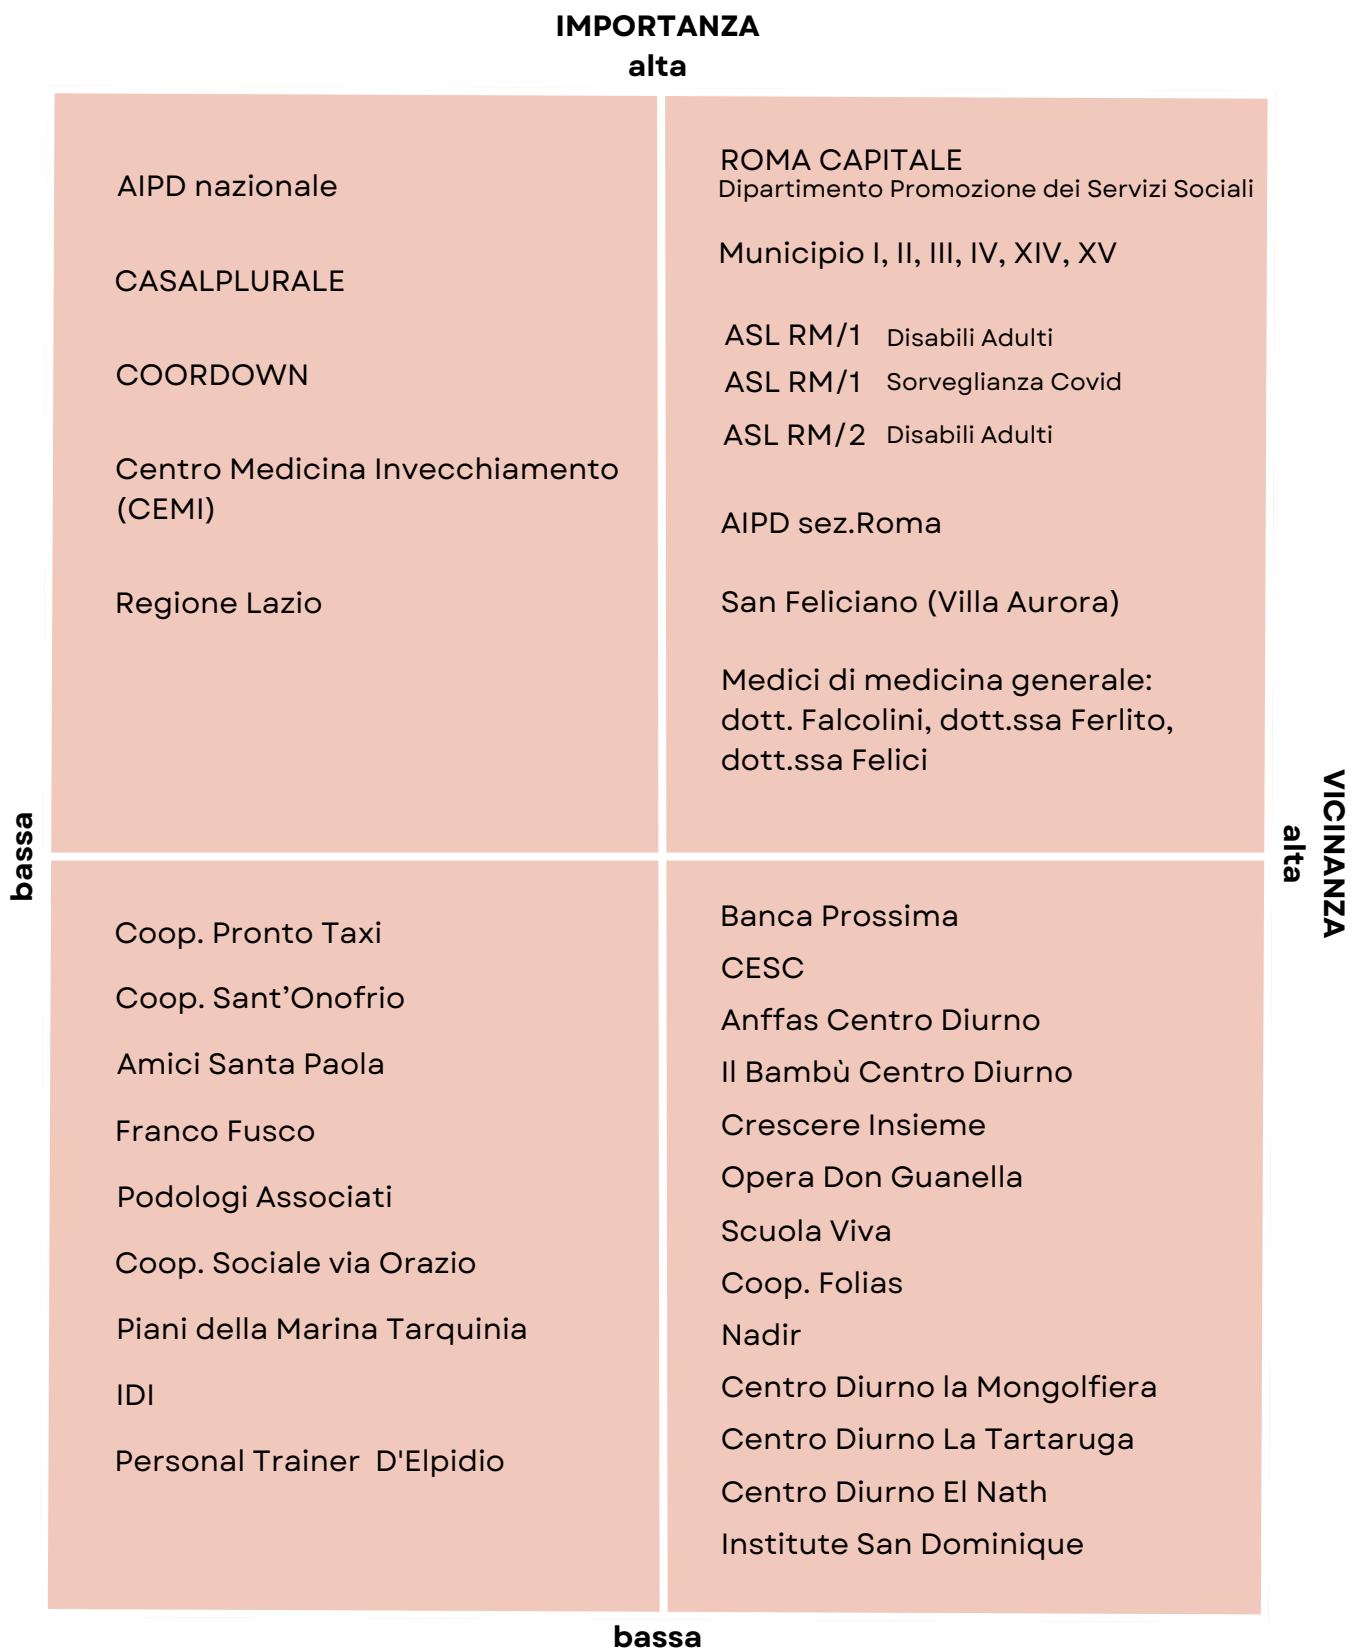 IMPORTANZA
alta
AIPD nazionale
CASALPLURALE
COORDOWN
Centro Medicina Invecchiamento
(CEMI)
Regione Lazio
ROMA CAPITALE
Dipartimento Promozione dei Servizi Sociali
Municipio I, II, III, IV, XIV, XV
ASL RM/1 Disabili Adulti
ASL RM/1 Sorveglianza Covid
ASL RM/2 Disabili Adulti
AIPD sez.Roma
San Feliciano (Villa Aurora)
Medici di medicina generale:
dott. Falcolini, dott.ssa Ferlito,
dott.ssa Felici
bassa
VICINANZA
alta
Coop. Pronto Taxi
Coop. Sant’Onofrio
Amici Santa Paola
Franco Fusco
Podologi Associati
Coop. Sociale via Orazio
Piani della Marina Tarquinia
IDI
Personal Trainer D'Elpidio
Banca Prossima
CESC
Anffas Centro Diurno
Il Bambù Centro Diurno
Crescere Insieme
Opera Don Guanella
Scuola Viva
Coop. Folias
Nadir
Centro Diurno la Mongolfiera
Centro Diurno La Tartaruga
Centro Diurno El Nath
Institute San Dominique
bassa